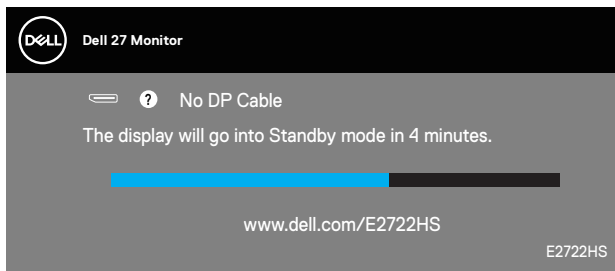 DELL
Dell 27 Monitor
? No DP Cable
The display will go into Standby mode in 4 minutes.
www.dell.com/E2722HS
E2722HS